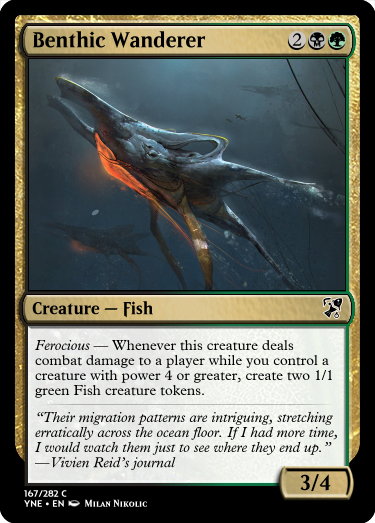 Benthic Wanderer 2
Creature — Fish
Ferocious — Whenever this creature deals
combat damage to a player while you control a
creature with power 4 or greater, create two 1/1
green Fish creature tokens.
“Their migration patterns are intriguing, stretching
erratically across the ocean floor. If I had more time,
I would watch them just to see where they end up.”
—Vivien Reid’s journal
3/4
167/282 C
YNE • EN Milan Nikolic